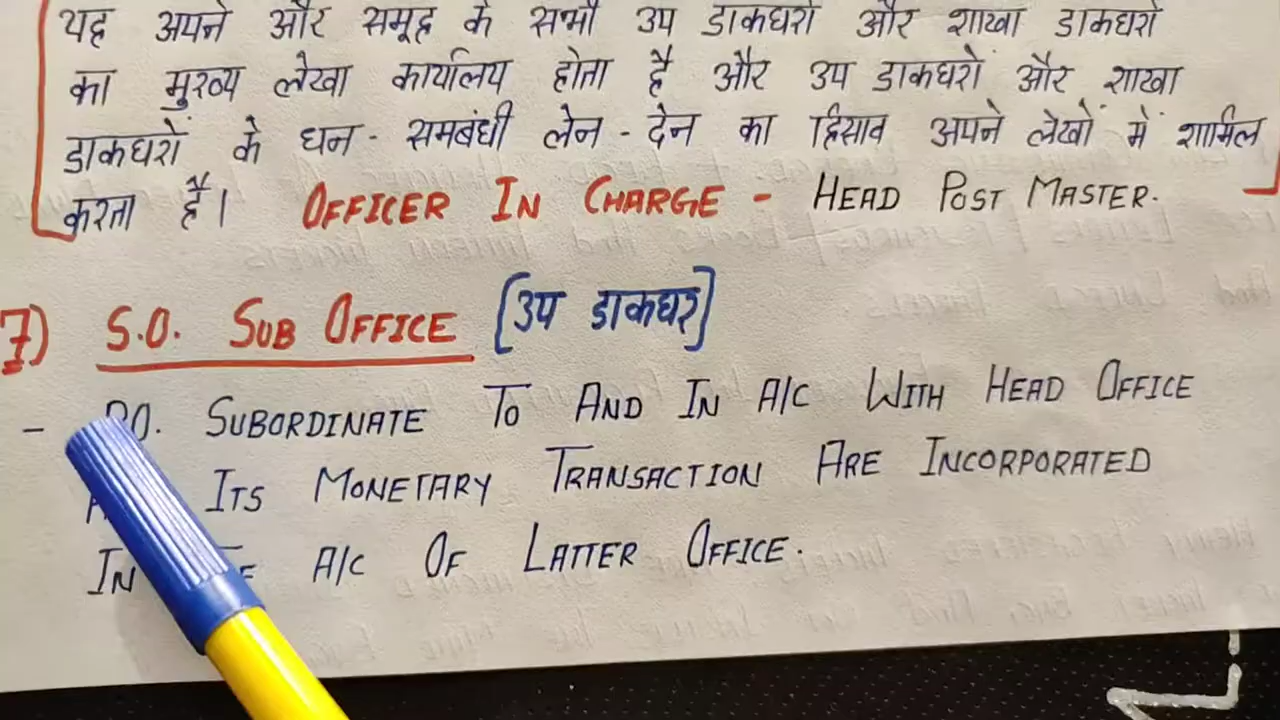 यह अपने और समूह के सभी उप डाकघरों और शाखा डाकघरों
का मुख्य लेखा कार्यालय होता है और उप डाकघरों और शाखा
डाकघरों के धन - समबंधी लेन - देन का हिसाव अपने लेखों में शामिल
करता है। OFFICER IN CHARGE - HEAD POST MASTER.
7) S.O. SUB OFFICE [उप डाकघर]
- P.O. SUBORDINATE TO AND IN A/C WITH HEAD OFFICE
ITS MONETARY TRANSACTION ARE INCORPORATED
IN A/C OF LATTER OFFICE.